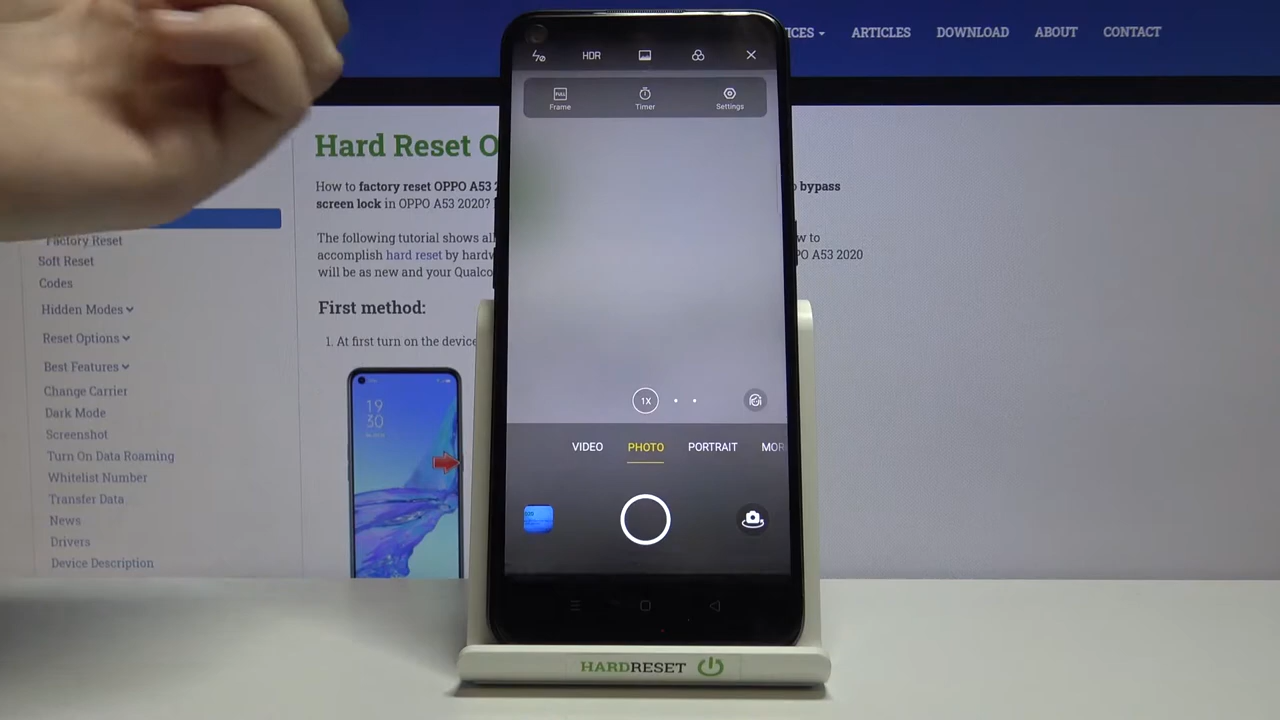 ICES
ARTICLES
DOWNLOAD
ABOUT
CONTACT
HDR
Frame
Timer
Settings
Hard Reset O
How to factory reset OPPO A53 2
bypass
screen lock in OPPO A53 2020?
The following tutorial shows all
w to
accomplish hard reset by hardw
PO A53 2020
will be as new and your Qualco
First method:
1. At first turn on the device
Factory Reset
Soft Reset
Codes
Hidden Modes
Reset Options
Best Features
Change Carrier
Dark Mode
Screenshot
Turn On Data Roaming
Whitelist Number
Transfer Data
News
Drivers
Device Description
19
30
1X
VIDEO
PHOTO
PORTRAIT
MOR
HARDRESET